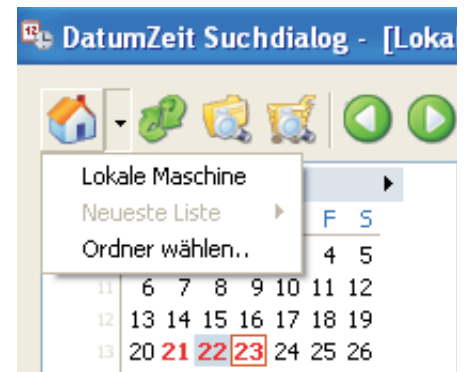 DatumZeit Suchdialog - [Loka
Lokale Maschine
Neueste Liste
Ordner wählen..
F S
4 5
11 6 7 8 9 10 11 12
12 13 14 15 16 17 18 19
13 20 21 22 23 24 25 26